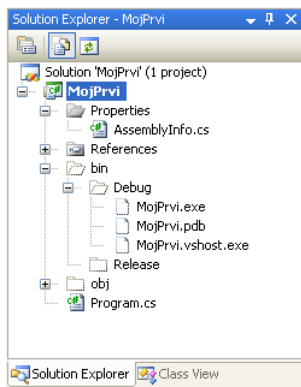 Solution Explorer - MojPrvi
Solution 'MojPrvi' (1 project)
MojPrvi
Properties
AssemblyInfo.cs
References
bin
Debug
MojPrvi.exe
MojPrvi.pdb
MojPrvi.vshost.exe
Release
obj
Program.cs
Solution Explorer Class View